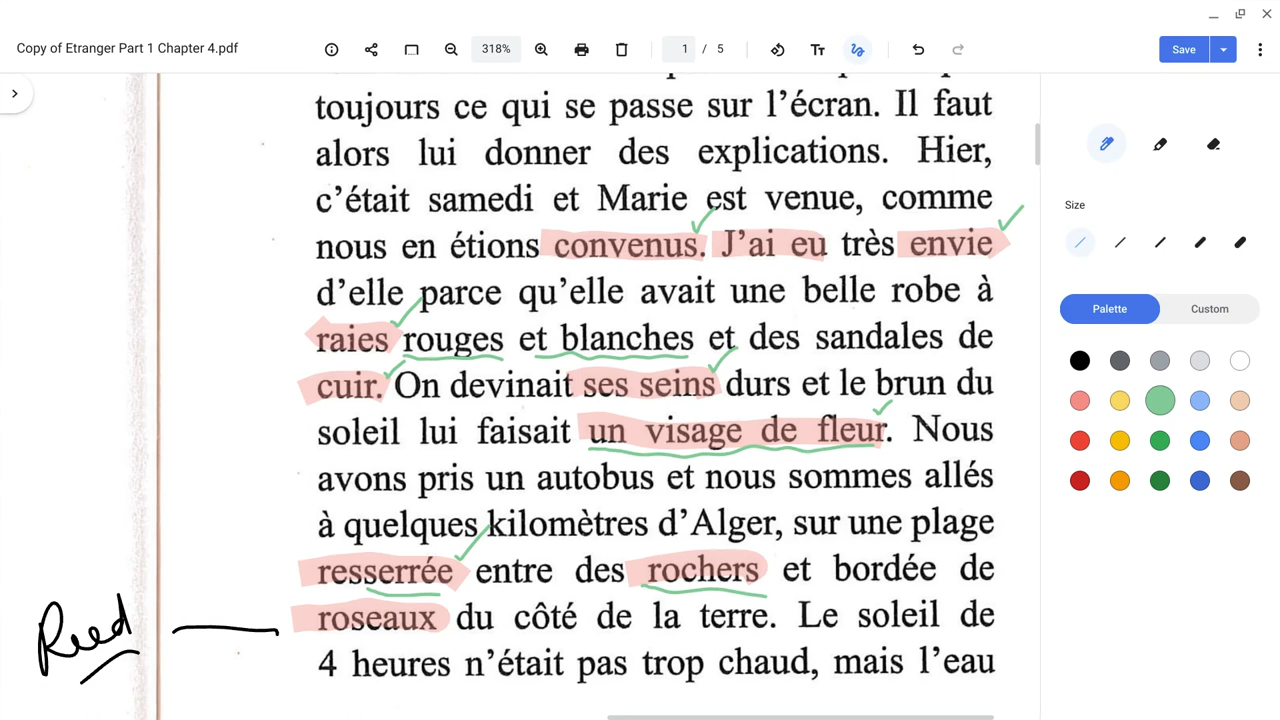 Copy of Etranger Part 1 Chapter 4.pdf
318%
1 / 5
Tт
Save
toujours ce qui se passe sur l'écran. Il faut
alors lui donner des explications. Hier,
c'était samedi et Marie est venue, comme
nous en étions convenus. J'ai eu très envie
d'elle parce qu'elle avait une belle robe à
raies rouges et blanches et des sandales de
cuir. On devinait ses seins durs et le brun du
soleil lui faisait un visage de fleur. Nous
avons pris un autobus et nous sommes allés
à quelques kilomètres d'Alger, sur une plage
resserrée entre des rochers et bordée de
roseaux du côté de la terre. Le soleil de
4 heures n'était pas trop chaud, mais l'eau
Reed
Size
Palette
Custom